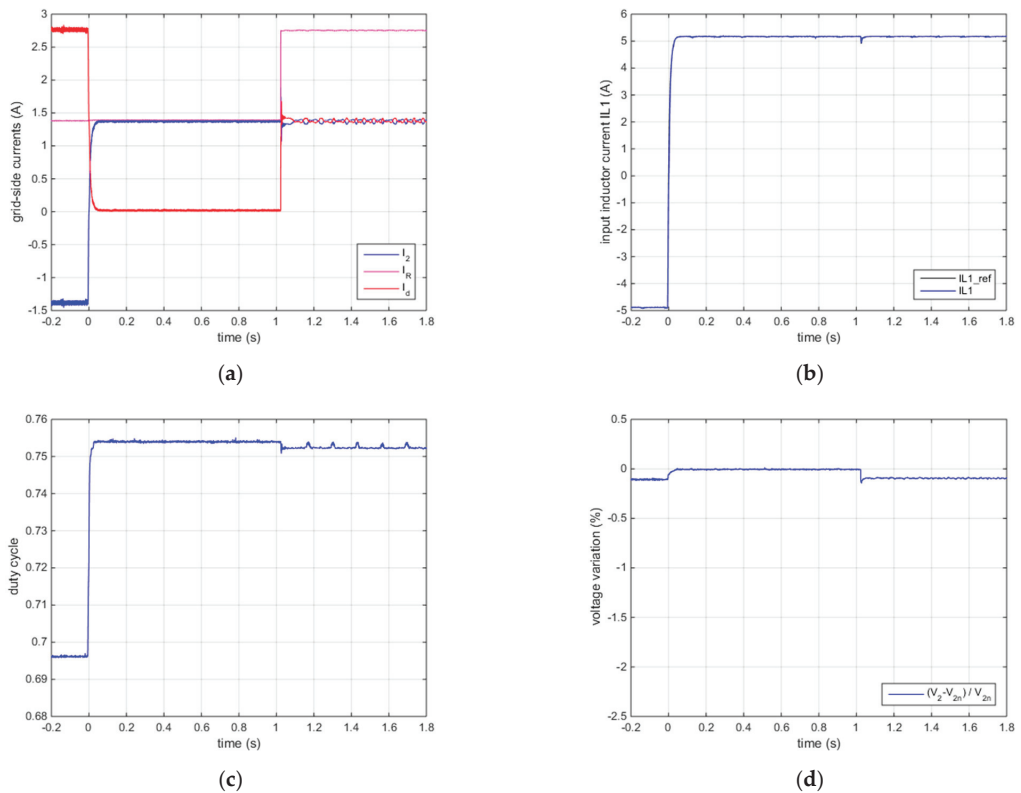 3
2.5
2
1.5
1
0.5
0
-0.5
-1
-1.5
grid-side currents (A)
-0.2 0 0.2 0.4 0.6 0.8 1 1.2 1.4 1.6 1.8
time (s)
I2
IR
Id
(a)
6
5
4
3
2
1
0
-1
-2
-3
-4
-5
input inductor current IL1 (A)
-0.2 0 0.2 0.4 0.6 0.8 1 1.2 1.4 1.6 1.8
time (s)
IL1_ref
IL1
(b)
0.76
0.75
0.74
0.73
0.72
0.71
0.7
0.69
0.68
duty cycle
-0.2 0 0.2 0.4 0.6 0.8 1 1.2 1.4 1.6 1.8
time (s)
(c)
0.5
0
-0.5
-1
-1.5
-2
-2.5
voltage variation (%)
-0.2 0 0.2 0.4 0.6 0.8 1 1.2 1.4 1.6 1.8
time (s)
(V2-V2n) / V2n
(d)